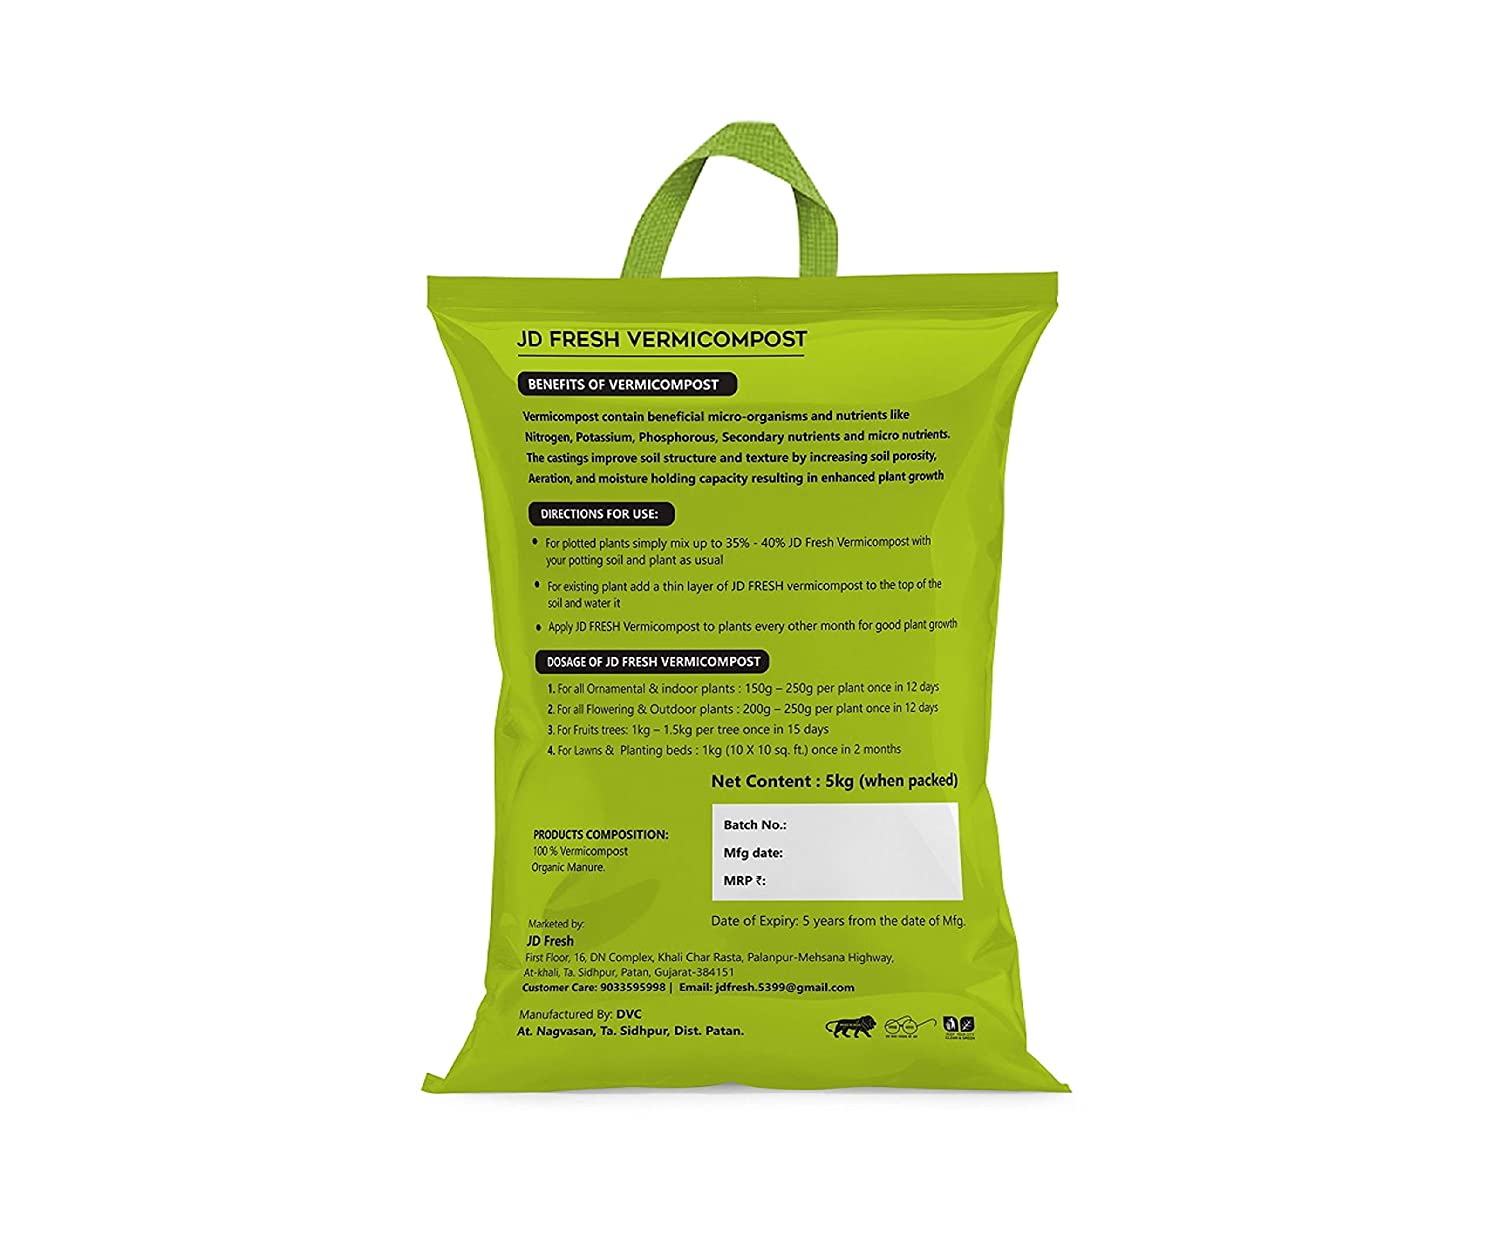 JD FRESH VERMICOMPOST
BENEFITS OF VERMICOMPOST
Vermicompost contain beneficial micro-organisms and nutrients like
Nitrogen, Potassium, Phosphorous, Secondary nutrients and micro nutrients.
The castings improve soil structure and texture by increasing soil porosity,
Aeration, and moisture holding capacity resulting in enhanced plant growth
DIRECTIONS FOR USE:
• For plotted plants simply mix up to 35% - 40% JD Fresh Vermicompost with
your potting soil and plant as usual
• For existing plant add a thin layer of JD FRESH vermicompost to the top of the
soil and water it
• Apply JD FRESH Vermicompost to plants every other month for good plant growth
DOSAGE OF JD FRESH VERMICOMPOST
1. For all Ornamental & indoor plants : 150g – 250g per plant once in 12 days
2. For all Flowering & Outdoor plants : 200g – 250g per plant once in 12 days
3. For Fruits trees: 1kg – 1.5kg per tree once in 15 days
4. For Lawns & Planting beds : 1kg (10 X 10 sq. ft.) once in 2 months
Net Content : 5kg (when packed)
PRODUCTS COMPOSITION:
100 % Vermicompost
Organic Manure.
Batch No.:
Mfg date:
MRP ₹:
Date of Expiry: 5 years from the date of Mfg.
Marketed by:
JD Fresh
First Floor, 16, DN Complex, Khali Char Rasta, Palanpur-Mehsana Highway,
At-khali, Ta. Sidhpur, Patan, Gujarat-384151
Customer Care: 9033595998 | Email: jdfresh.5399@gmail.com
Manufactured By: DVC
At. Nagvasan, Ta. Sidhpur, Dist. Patan.
CLEAN & GREEN